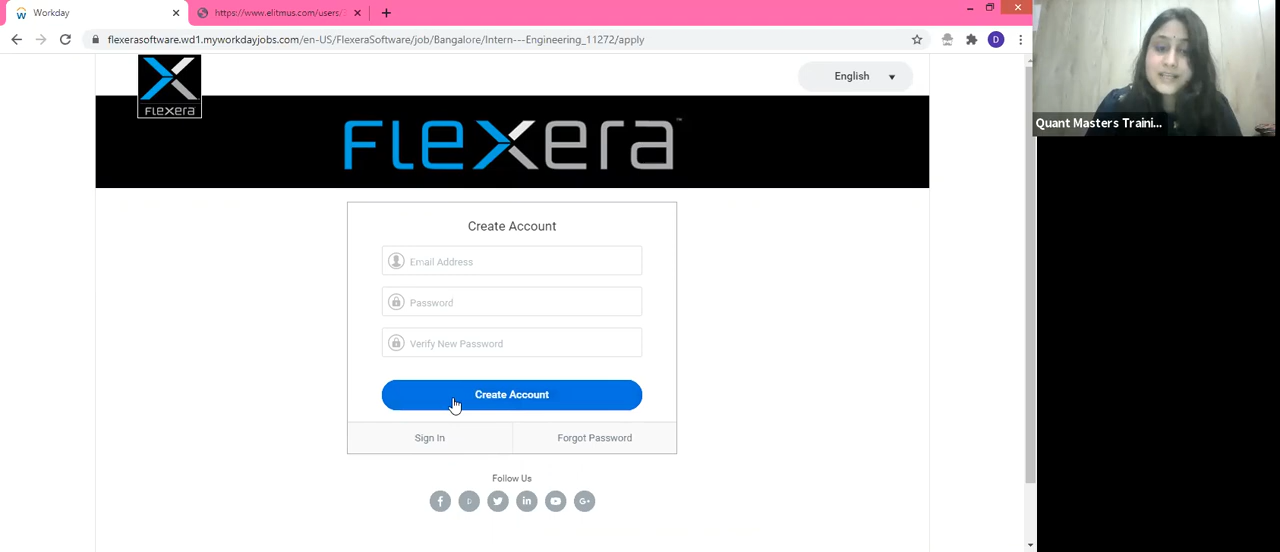 Workday
https://www.elitmus.com/users/
flexerasoftware.wd1.myworkdayjobs.com/en-US/FlexeraSoftware/job/Bangalore/Intern---Engineering_11272/apply
D
FLEXERA
English
FLEXERA
Quant Masters Traini...
Create Account
Email Address
Password
Verify New Password
Create Account
Sign In
Forgot Password
Follow Us